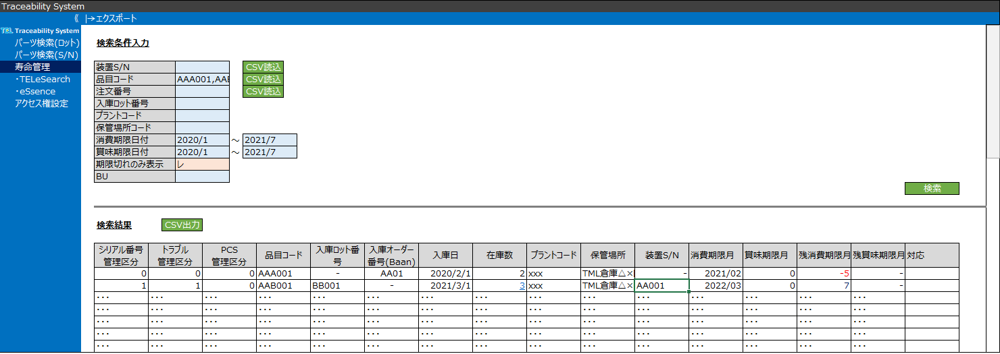 Traceability System
《 |→エクスポート
TEL Traceability System
パーツ検索(ロット)
パーツ検索(S/N)
寿命管理
・TELeSearch
・eSsence
アクセス権設定
検索条件入力
装置S/N CSV読込
品目コード AAA001,AAB CSV読込
注文番号 CSV読込
入庫ロット番号
プラントコード
保管場所コード
消費期限日付 2020/1 ～ 2021/7
賞味期限日付 2020/1 ～ 2021/7
期限切れのみ表示 レ
BU
検索
検索結果 CSV出力
シリアル番号管理区分 トラブル管理区分 PCS管理区分 品目コード 入庫ロット番号 入庫オーダー番号(Baan) 入庫日 在庫数 プラントコード 保管場所 装置S/N 消費期限月 賞味期限月 残消費期限月 残賞味期限月 対応
0 0 0 AAA001 - AA01 2020/2/1 2 xxx TML倉庫△× - 2021/02 0 -5 -
1 1 0 AAB001 BB001 - 2021/3/1 3 xxx TML倉庫△× AA001 2022/03 0 7 -
… … … … … … … … … … … … … … …
… … … … … … … … … … … … … … …
… … … … … … … … … … … … … … …
… … … … … … … … … … … … … … …
… … … … … … … … … … … … … … …